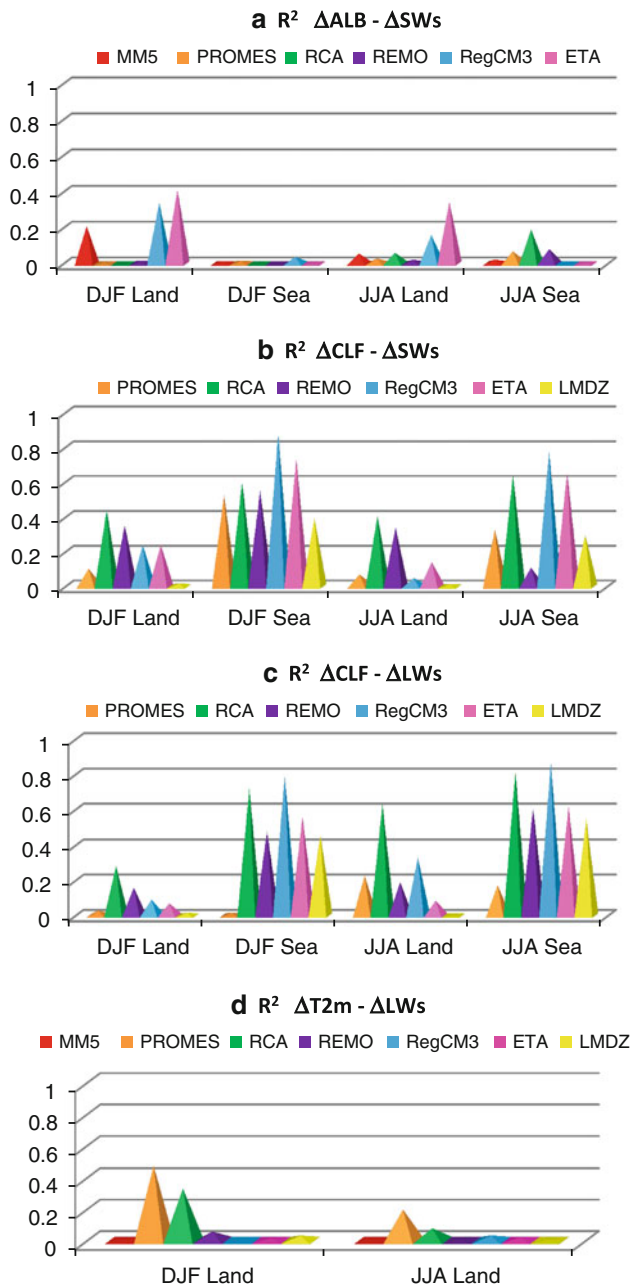 a R² ΔALB - ΔSWs
MM5 PROMES RCA REMO RegCM3 ETA
1
0.8
0.6
0.4
0.2
0
DJF Land DJF Sea JJA Land JJA Sea
b R² ΔCLF - ΔSWs
PROMES RCA REMO RegCM3 ETA LMDZ
1
0.8
0.6
0.4
0.2
0
DJF Land DJF Sea JJA Land JJA Sea
c R² ΔCLF - ΔLWs
PROMES RCA REMO RegCM3 ETA LMDZ
1
0.8
0.6
0.4
0.2
0
DJF Land DJF Sea JJA Land JJA Sea
d R² ΔT2m - ΔLWs
MM5 PROMES RCA REMO RegCM3 ETA LMDZ
1
0.8
0.6
0.4
0.2
0
DJF Land JJA Land